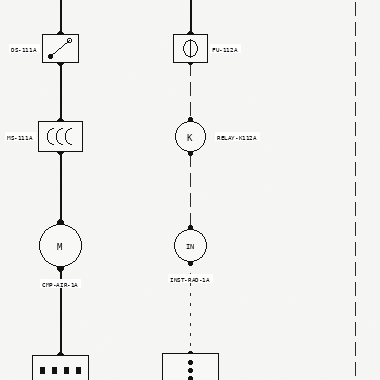 DS-111A
FU-112A
MS-111A
K
RELAY-K112A
M
IN
CMP-AIR-1A
INST-RAD-1A